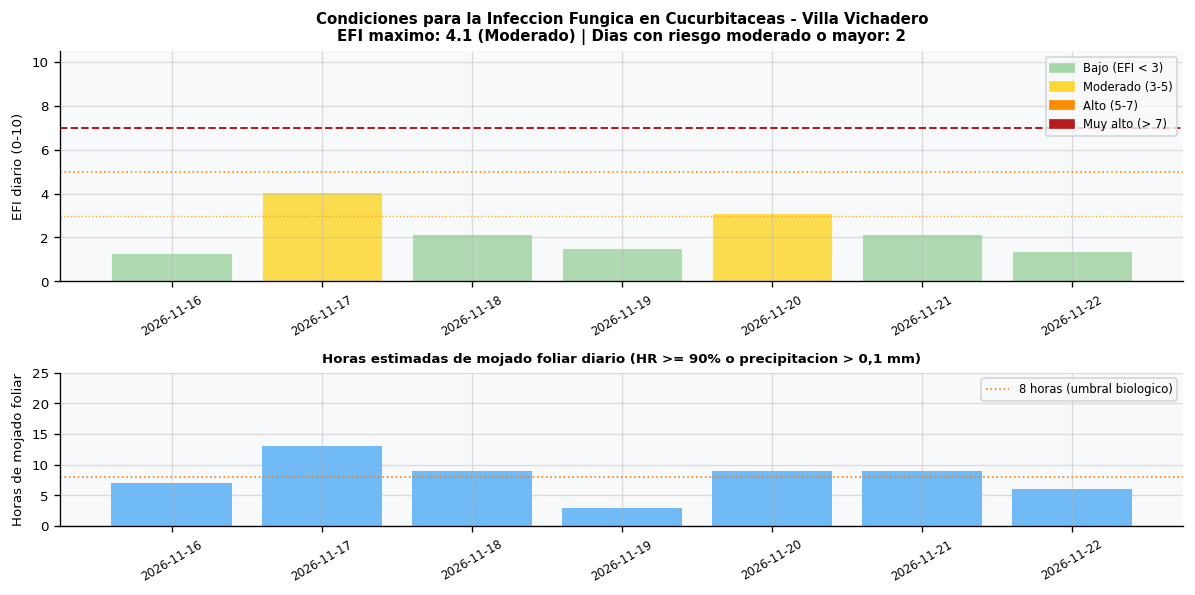 Condiciones para la Infeccion Fungica en Cucurbitaceas - Villa Vichadero
EFI maximo: 4.1 (Moderado) | Dias con riesgo moderado o mayor: 2
EFI diario (0-10)
10
8
6
4
2
0
Bajo (EFI < 3)
Moderado (3-5)
Alto (5-7)
Muy alto (> 7)
2026-11-16
2026-11-17
2026-11-18
2026-11-19
2026-11-20
2026-11-21
2026-11-22
Horas estimadas de mojado foliar diario (HR >= 90% o precipitacion > 0,1 mm)
Horas de mojado foliar
25
20
15
10
5
0
8 horas (umbral biologico)
2026-11-16
2026-11-17
2026-11-18
2026-11-19
2026-11-20
2026-11-21
2026-11-22